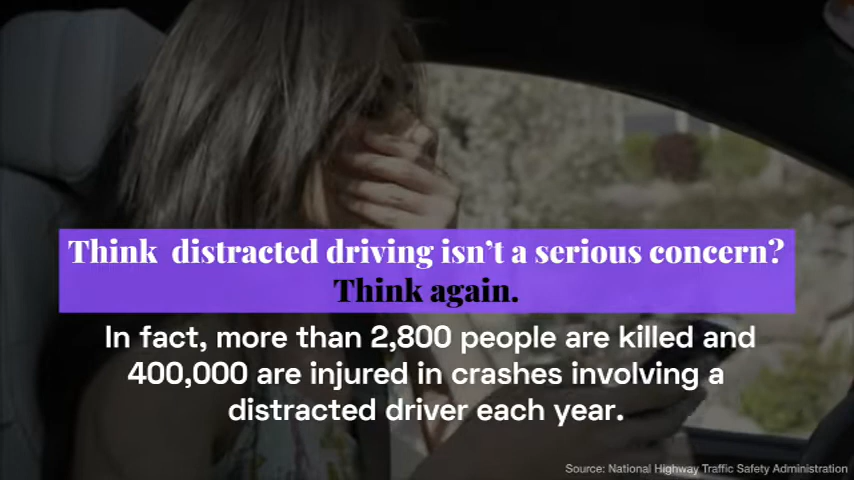 Think distracted driving isn't a serious concern?
Think again.
In fact, more than 2,800 people are killed and
400,000 are injured in crashes involving a
distracted driver each year.
Source: National Highway Traffic Safety Administration